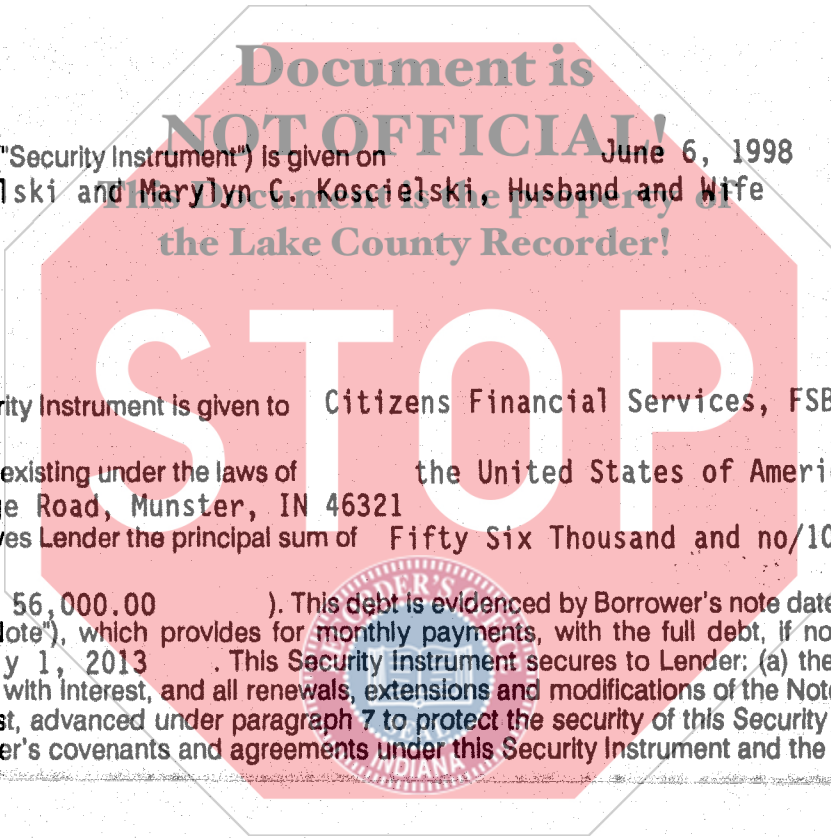 Document is
NOT OFFICIAL!
"Security Instrument") is given on June 6, 1998
lski and Marylyn C. Koscielski, Husband and Wife
This Document is the property of
the Lake County Recorder!
STOP
rity Instrument is given to Citizens Financial Services, FSB
existing under the laws of the United States of Ameri
e Road, Munster, IN 46321
es Lender the principal sum of Fifty Six Thousand and no/10
56,000.00 ). This debt is evidenced by Borrower's note date
lote"), which provides for monthly payments, with the full debt, if no
y 1, 2013 . This Security Instrument secures to Lender: (a) the
with interest, and all renewals, extensions and modifications of the Note
st, advanced under paragraph 7 to protect the security of this Security
er's covenants and agreements under this Security Instrument and the
SEAL
INDIANA